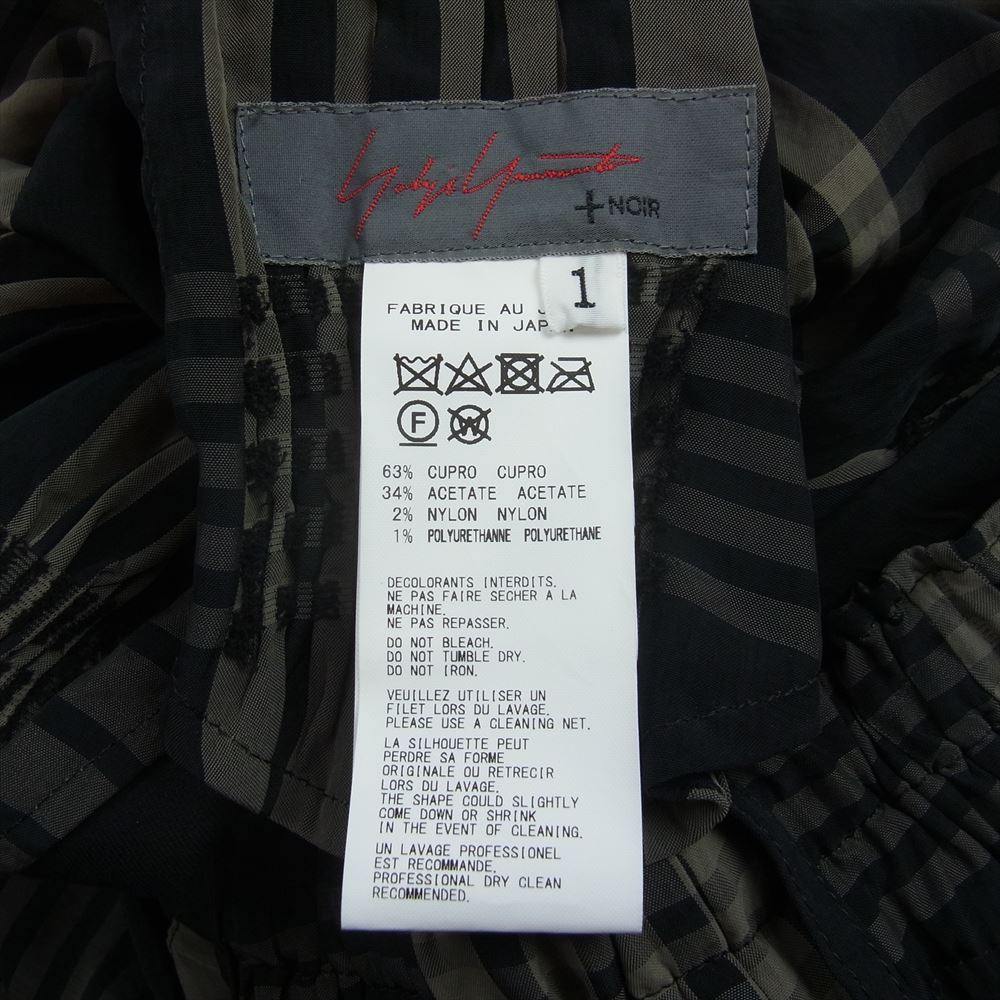 Yohji Yamamoto
+NOIR
1
FABRIQUE AU
MADE IN JAPAN
F
W
63% CUPRO CUPRO
34% ACETATE ACETATE
2% NYLON NYLON
1% POLYURETHANNE POLYURETHANE
DECOLORANTS INTERDITS.
NE PAS FAIRE SECHER A LA
MACHINE.
NE PAS REPASSER.
DO NOT BLEACH.
DO NOT TUMBLE DRY.
DO NOT IRON.
VEUILLEZ UTILISER UN
FILET LORS DU LAVAGE.
PLEASE USE A CLEANING NET.
LA SILHOUETTE PEUT
PERDRE SA FORME
ORIGINALE OU RETRECIR
LORS DU LAVAGE.
THE SHAPE COULD SLIGHTLY
COME DOWN OR SHRINK
IN THE EVENT OF CLEANING.
UN LAVAGE PROFESSIONEL
EST RECOMMANDE.
PROFESSIONAL DRY CLEAN
RECOMMENDED.